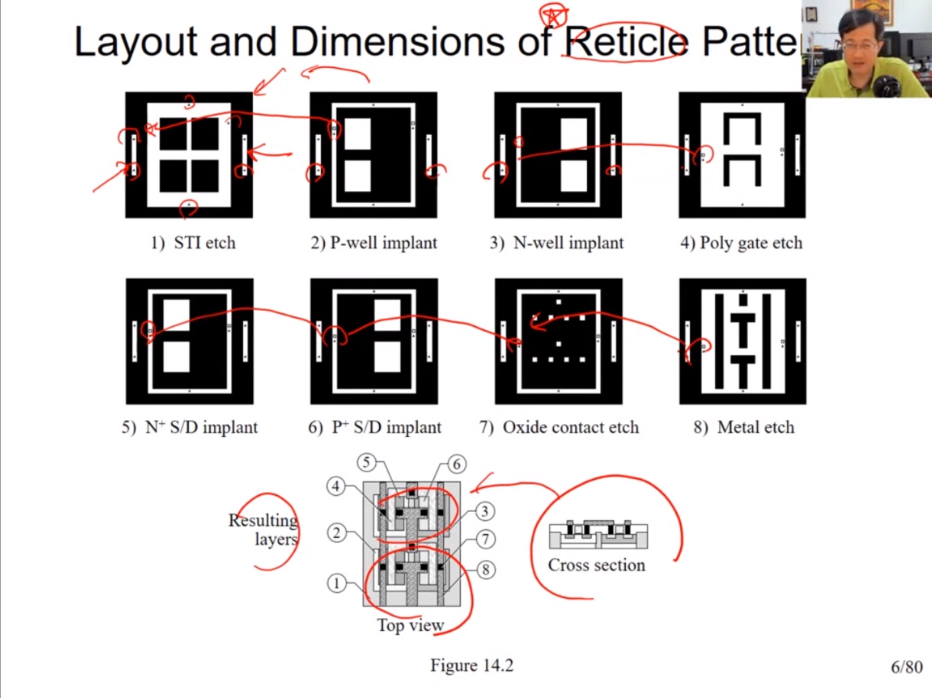 Layout and Dimensions of Reticle Patte
1) STI etch
2) P-well implant
3) N-well implant
4) Poly gate etch
5) N+ S/D implant
6) P+ S/D implant
7) Oxide contact etch
8) Metal etch
5
6
4
3
Resulting
layers
2
7
1
8
Top view
Cross section
Figure 14.2
6/80